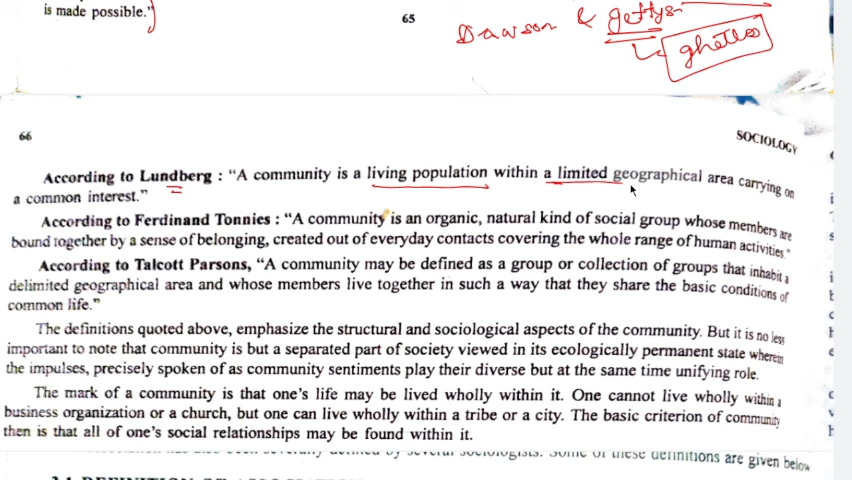 is made possible."
65
Dawson & gettys
ghettos
66
SOCIOLOGY
According to Lundberg : "A community is a living population within a limited geographical area carrying on
a common interest."
According to Ferdinand Tonnies : "A community is an organic, natural kind of social group whose members are
bound together by a sense of belonging, created out of everyday contacts covering the whole range of human activities."
According to Talcott Parsons, "A community may be defined as a group or collection of groups that inhabit a
delimited geographical area and whose members live together in such a way that they share the basic conditions of
common life."
The definitions quoted above, emphasize the structural and sociological aspects of the community. But it is no less
important to note that community is but a separated part of society viewed in its ecologically permanent state wherein
the impulses, precisely spoken of as community sentiments play their diverse but at the same time unifying role.
The mark of a community is that one's life may be lived wholly within it. One cannot live wholly within a
business organization or a church, but one can live wholly within a tribe or a city. The basic criterion of community
then is that all of one's social relationships may be found within it.
has also been severally defined by several sociologists. Some of these definitions are given below